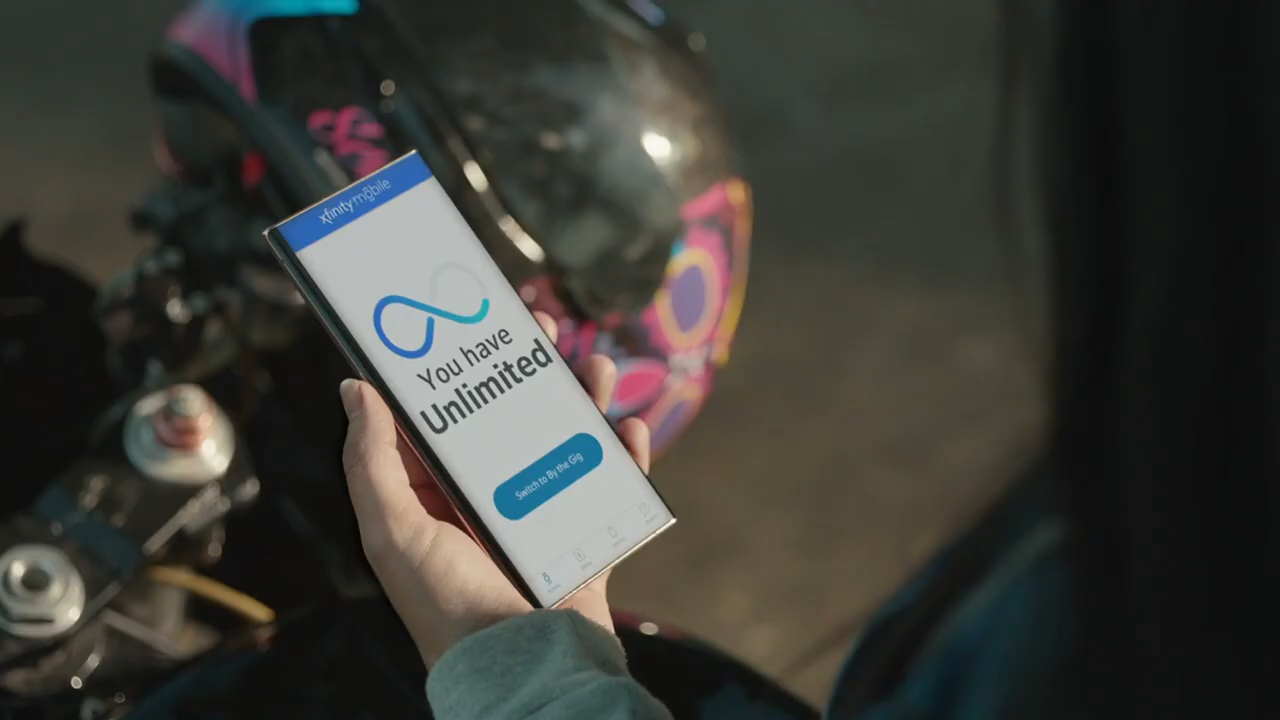 xfinity mobile
You have
Unlimited
Switch to By the Gig